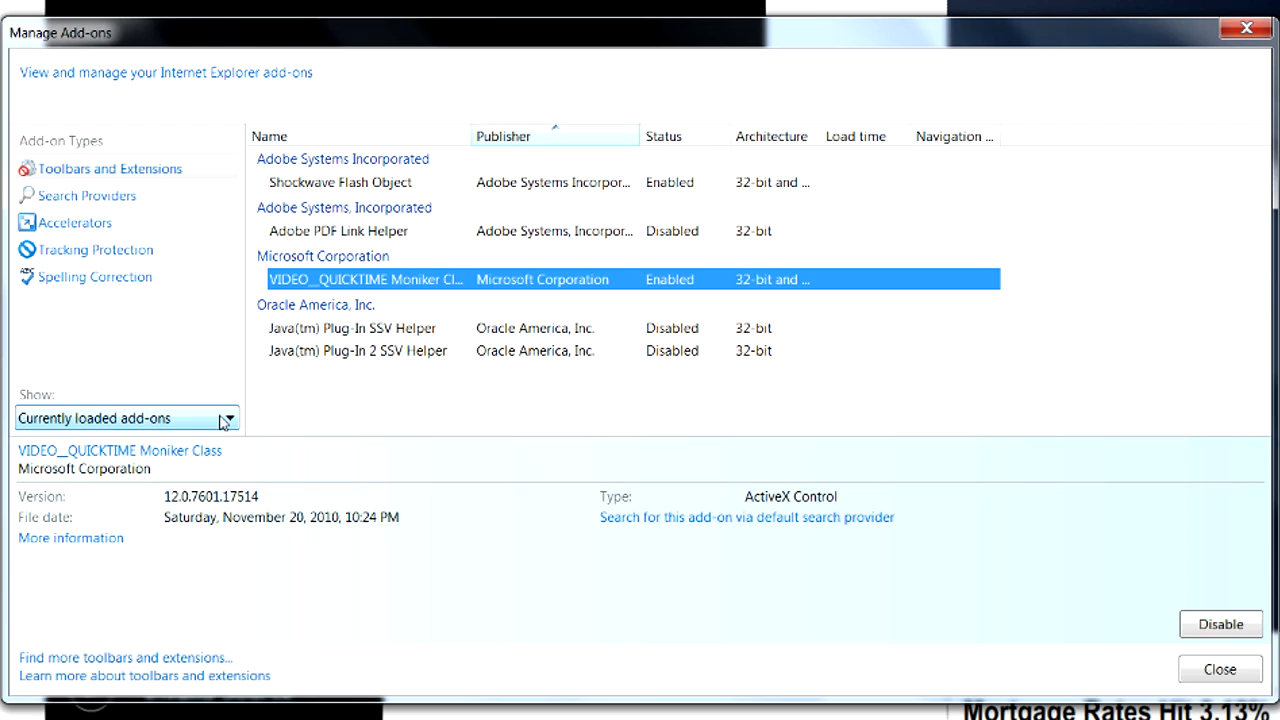 Manage Add-ons
View and manage your Internet Explorer add-ons
Add-on Types
Toolbars and Extensions
Search Providers
Accelerators
Tracking Protection
Spelling Correction
Show:
Currently loaded add-ons
Name Publisher Status Architecture Load time Navigation ...
Adobe Systems Incorporated
Shockwave Flash Object Adobe Systems Incorpor... Enabled 32-bit and ...
Adobe Systems, Incorporated
Adobe PDF Link Helper Adobe Systems, Incorpor... Disabled 32-bit
Microsoft Corporation
VIDEO__QUICKTIME Moniker Cl... Microsoft Corporation Enabled 32-bit and ...
Oracle America, Inc.
Java(tm) Plug-In SSV Helper Oracle America, Inc. Disabled 32-bit
Java(tm) Plug-In 2 SSV Helper Oracle America, Inc. Disabled 32-bit
VIDEO__QUICKTIME Moniker Class
Microsoft Corporation
Version: 12.0.7601.17514 Type: ActiveX Control
File date: Saturday, November 20, 2010, 10:24 PM Search for this add-on via default search provider
More information
Disable
Find more toolbars and extensions...
Learn more about toolbars and extensions
Close
Mortgage Rates Hit 3.13%